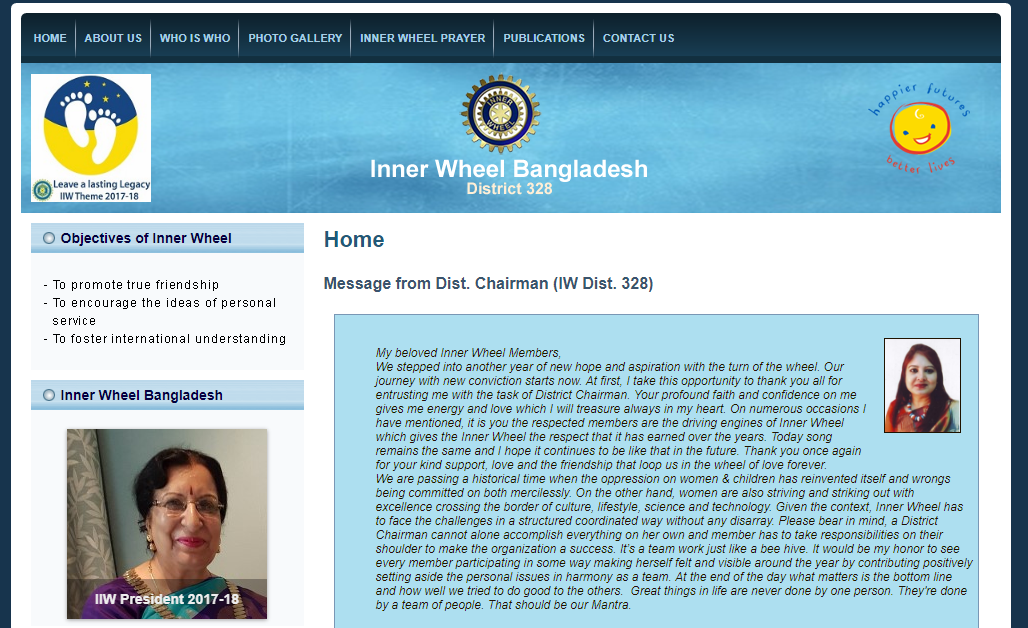 HOME
ABOUT US
WHO IS WHO
PHOTO GALLERY
INNER WHEEL PRAYER
PUBLICATIONS
CONTACT US
Leave a lasting Legacy
IIW Theme 2017-18
INNER
WHEEL
Inner Wheel Bangladesh
District 328
happier futures
better lives
Objectives of Inner Wheel
- To promote true friendship
- To encourage the ideas of personal
service
- To foster international understanding
Inner Wheel Bangladesh
IIW President 2017-18
Home
Message from Dist. Chairman (IW Dist. 328)
My beloved Inner Wheel Members,
We stepped into another year of new hope and aspiration with the turn of the wheel. Our
journey with new conviction starts now. At first, I take this opportunity to thank you all for
entrusting me with the task of District Chairman. Your profound faith and confidence on me
gives me energy and love which I will treasure always in my heart. On numerous occasions I
have mentioned, it is you the respected members are the driving engines of Inner Wheel
which gives the Inner Wheel the respect that it has earned over the years. Today song
remains the same and I hope it continues to be like that in the future. Thank you once again
for your kind support, love and the friendship that loop us in the wheel of love forever.
We are passing a historical time when the oppression on women & children has reinvented itself and wrongs
being committed on both mercilessly. On the other hand, women are also striving and striking out with
excellence crossing the border of culture, lifestyle, science and technology. Given the context, Inner Wheel has
to face the challenges in a structured coordinated way without any disarray. Please bear in mind, a District
Chairman cannot alone accomplish everything on her own and member has to take responsibilities on their
shoulder to make the organization a success. It's a team work just like a bee hive. It would be my honor to see
every member participating in some way making herself felt and visible around the year by contributing positively
setting aside the personal issues in harmony as a team. At the end of the day what matters is the bottom line
and how well we tried to do good to the others. Great things in life are never done by one person. They're done
by a team of people. That should be our Mantra.